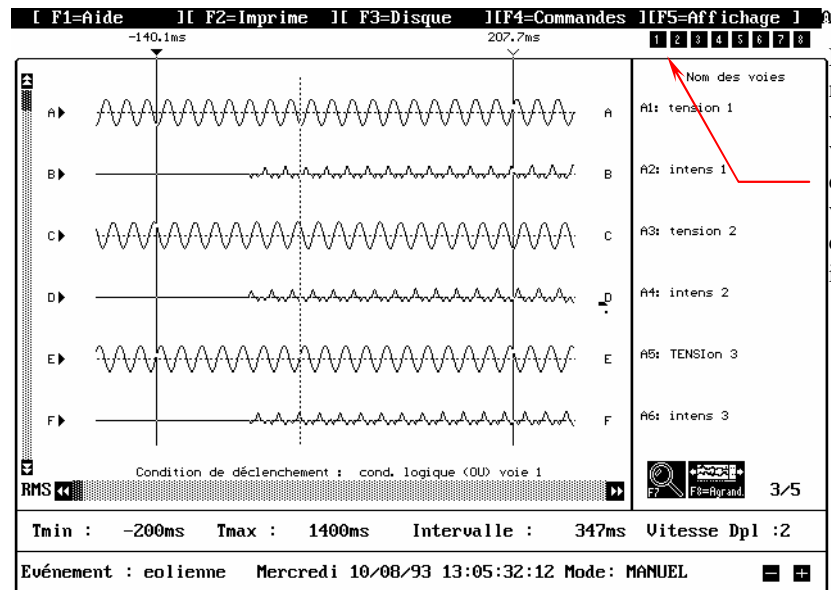 [ F1=Aide ][ F2=Imprime ][ F3=Disque ][F4=Commandes ][F5=Affichage ]
-140.1ms 207.7ms 1 2 3 4 5 6 7 8
Nom des voies
A A A1: tension 1
B B A2: intens 1
C C A3: tension 2
D D A4: intens 2
E E A5: TENSIon 3
F F A6: intens 3
Condition de déclenchement : cond. logique (OU) voie 1
RMS F7 F8=Agrand. 3/5
Tmin : -200ms Tmax : 1400ms Intervalle : 347ms Vitesse Dpl :2
Evénement : eolienne Mercredi 10/08/93 13:05:32:12 Mode: MANUEL